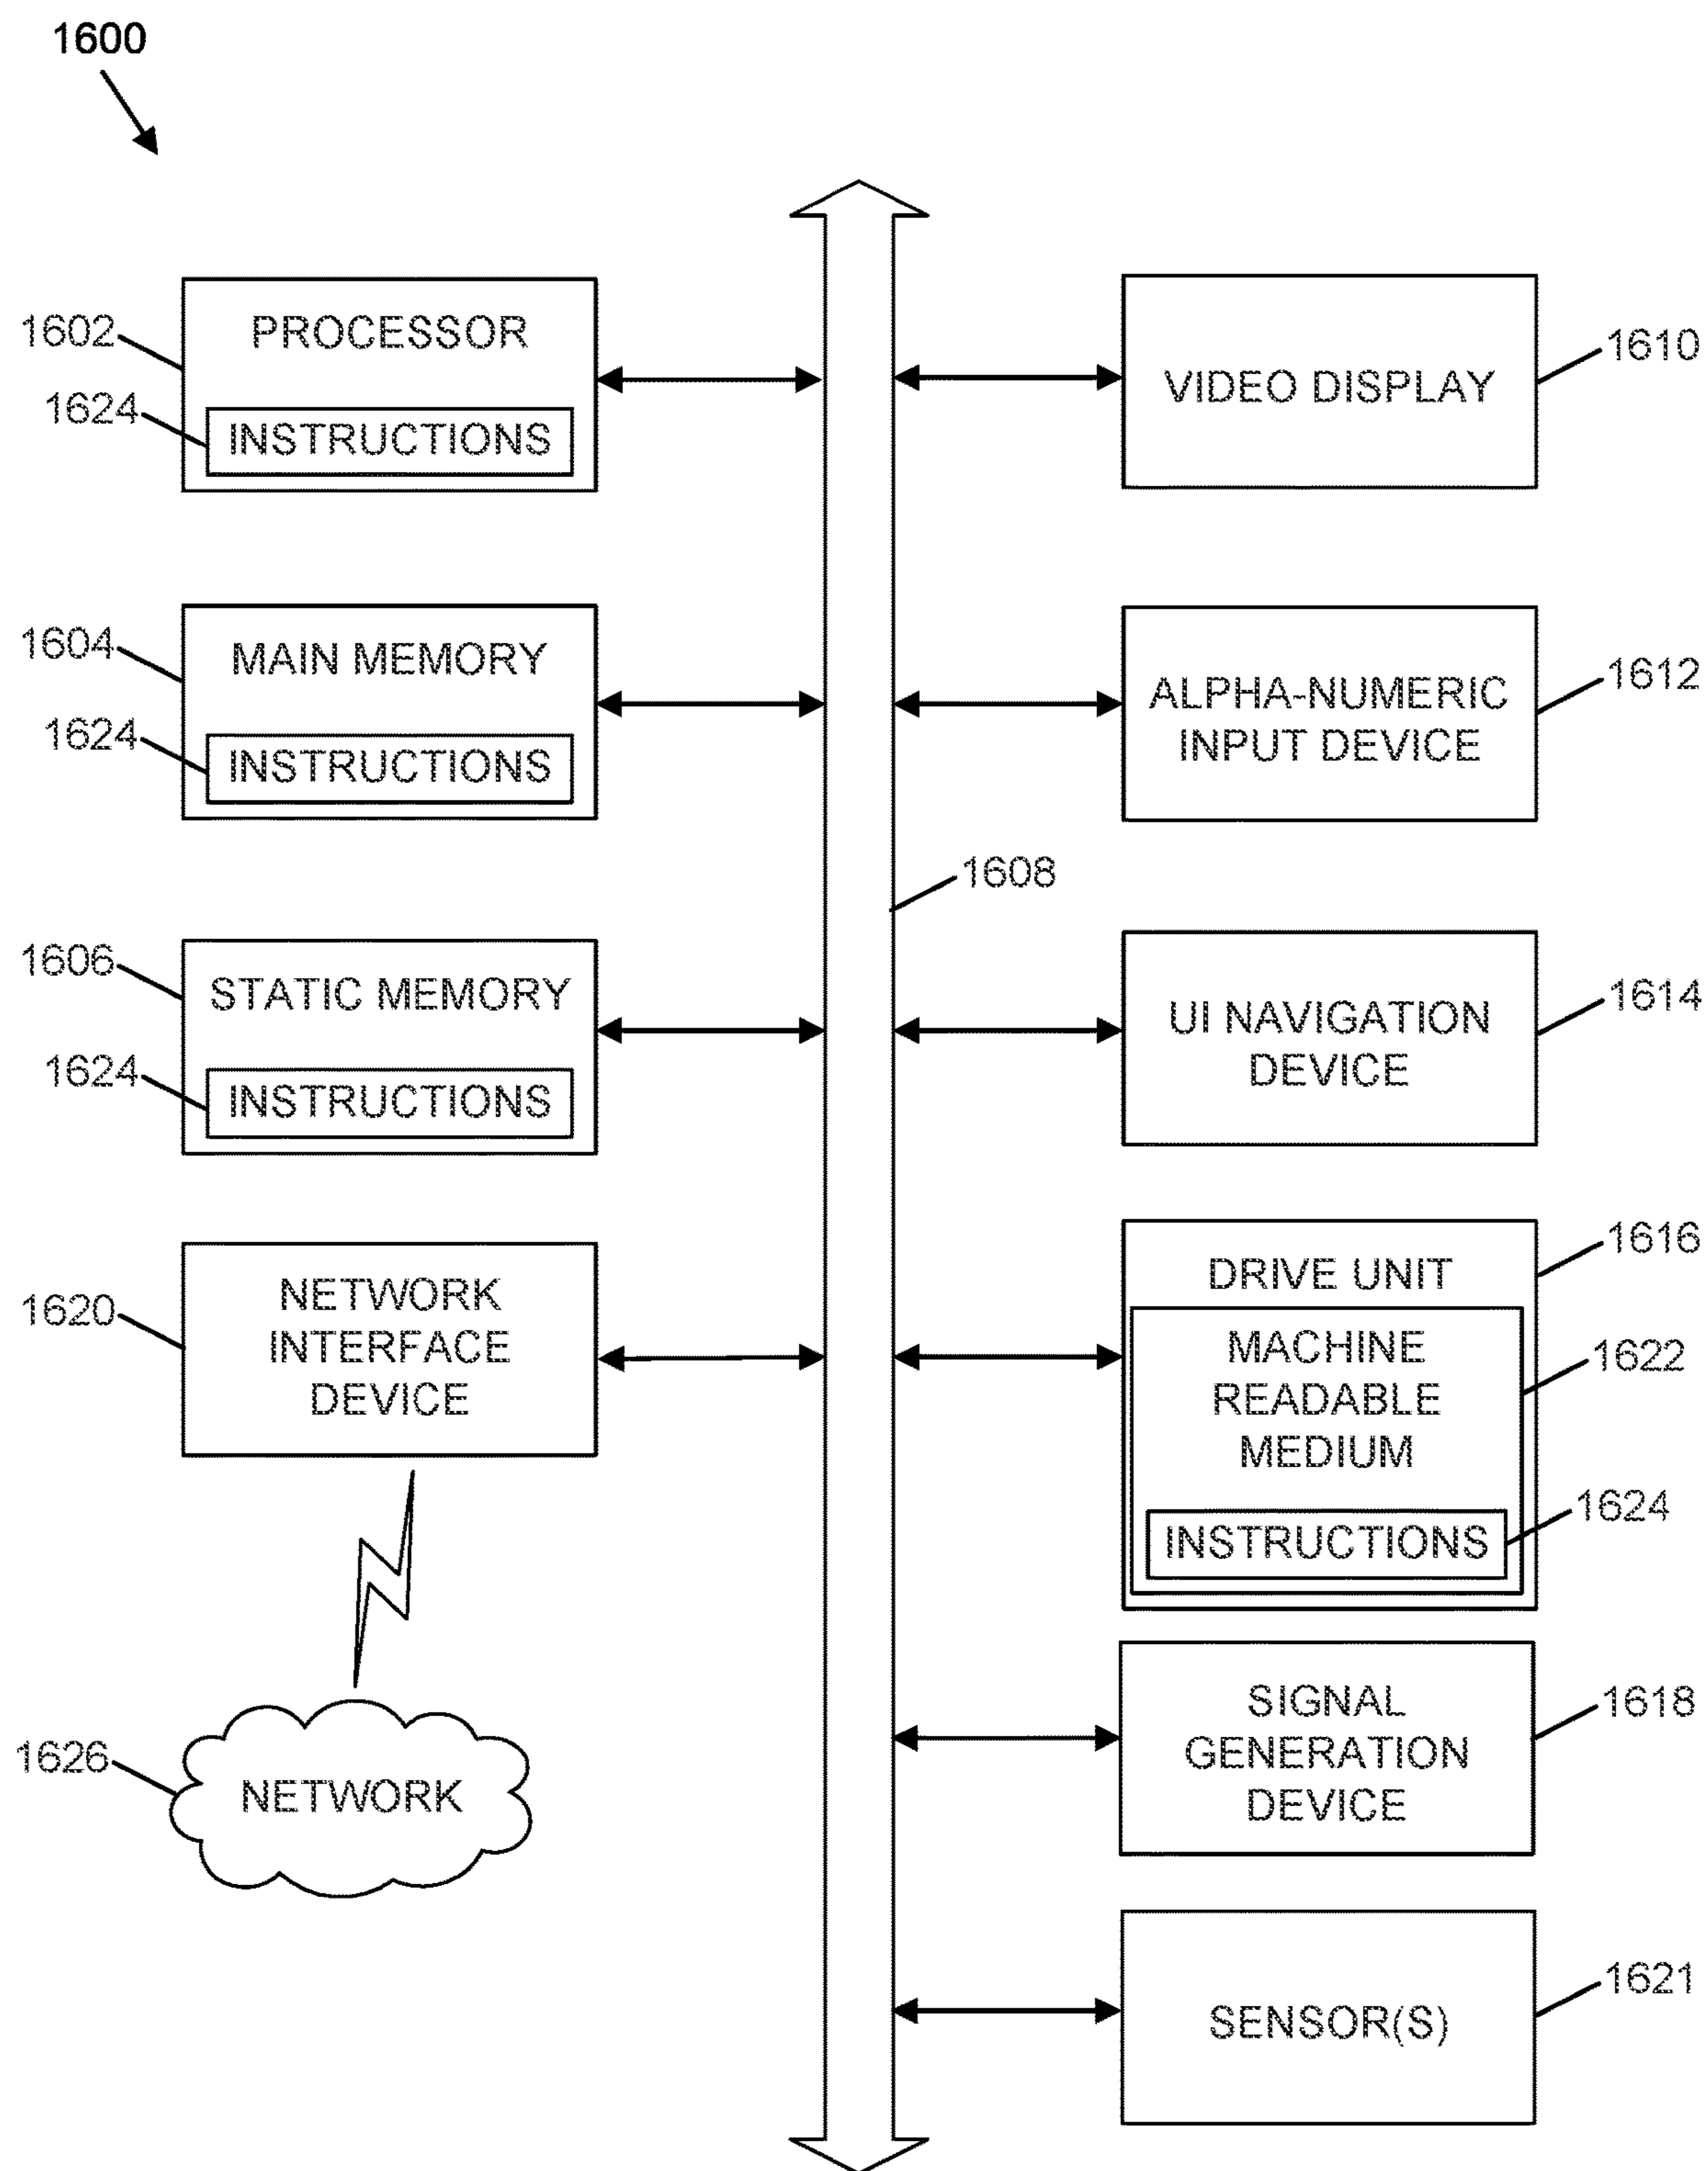 1600
1602
PROCESSOR
1624
INSTRUCTIONS
1610
VIDEO DISPLAY
1604
MAIN MEMORY
1624
INSTRUCTIONS
1612
ALPHA-NUMERIC
INPUT DEVICE
1608
1606
STATIC MEMORY
1624
INSTRUCTIONS
1614
UI NAVIGATION
DEVICE
1620
NETWORK
INTERFACE
DEVICE
1616
DRIVE UNIT
1622
MACHINE
READABLE
MEDIUM
1624
INSTRUCTIONS
1626
NETWORK
1618
SIGNAL
GENERATION
DEVICE
1621
SENSOR(S)